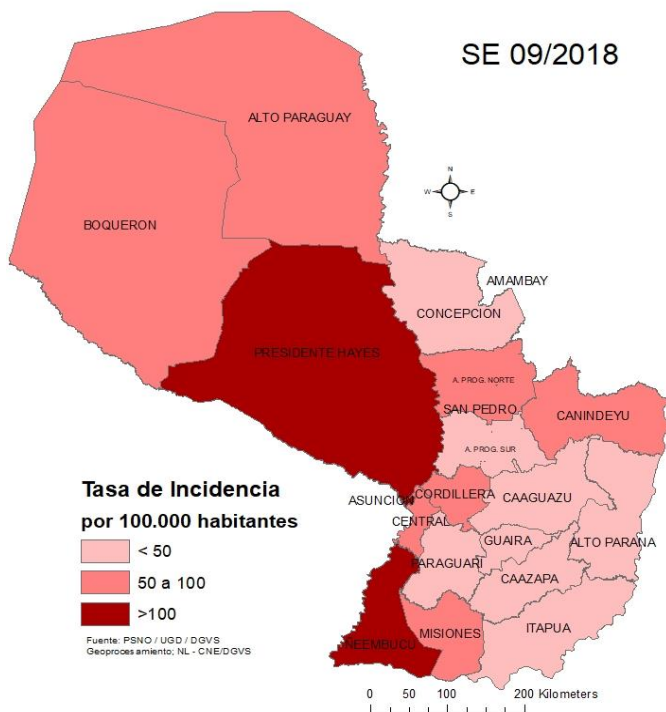 SE 09/2018
ALTO PARAGUAY
N
W E
S
BOQUERON
AMAMBAY
CONCEPCION
PRESIDENTE HAYES
A. PROG. NORTE
SAN PEDRO
CANINDEYU
A. PROG. SUR
Tasa de Incidencia
por 100.000 habitantes
< 50
50 a 100
>100
Fuente: PSNO / UGD / DGVS
Geoprocesamiento; NL - CNE/DGVS
ASUNCION
CORDILLERA
CAAGUAZU
CENTRAL
GUAIRA
ALTO PARANA
PARAGUARI
CAAZAPA
ÑEEMBUCU
MISIONES
ITAPUA
0 50 100 200 Kilometers